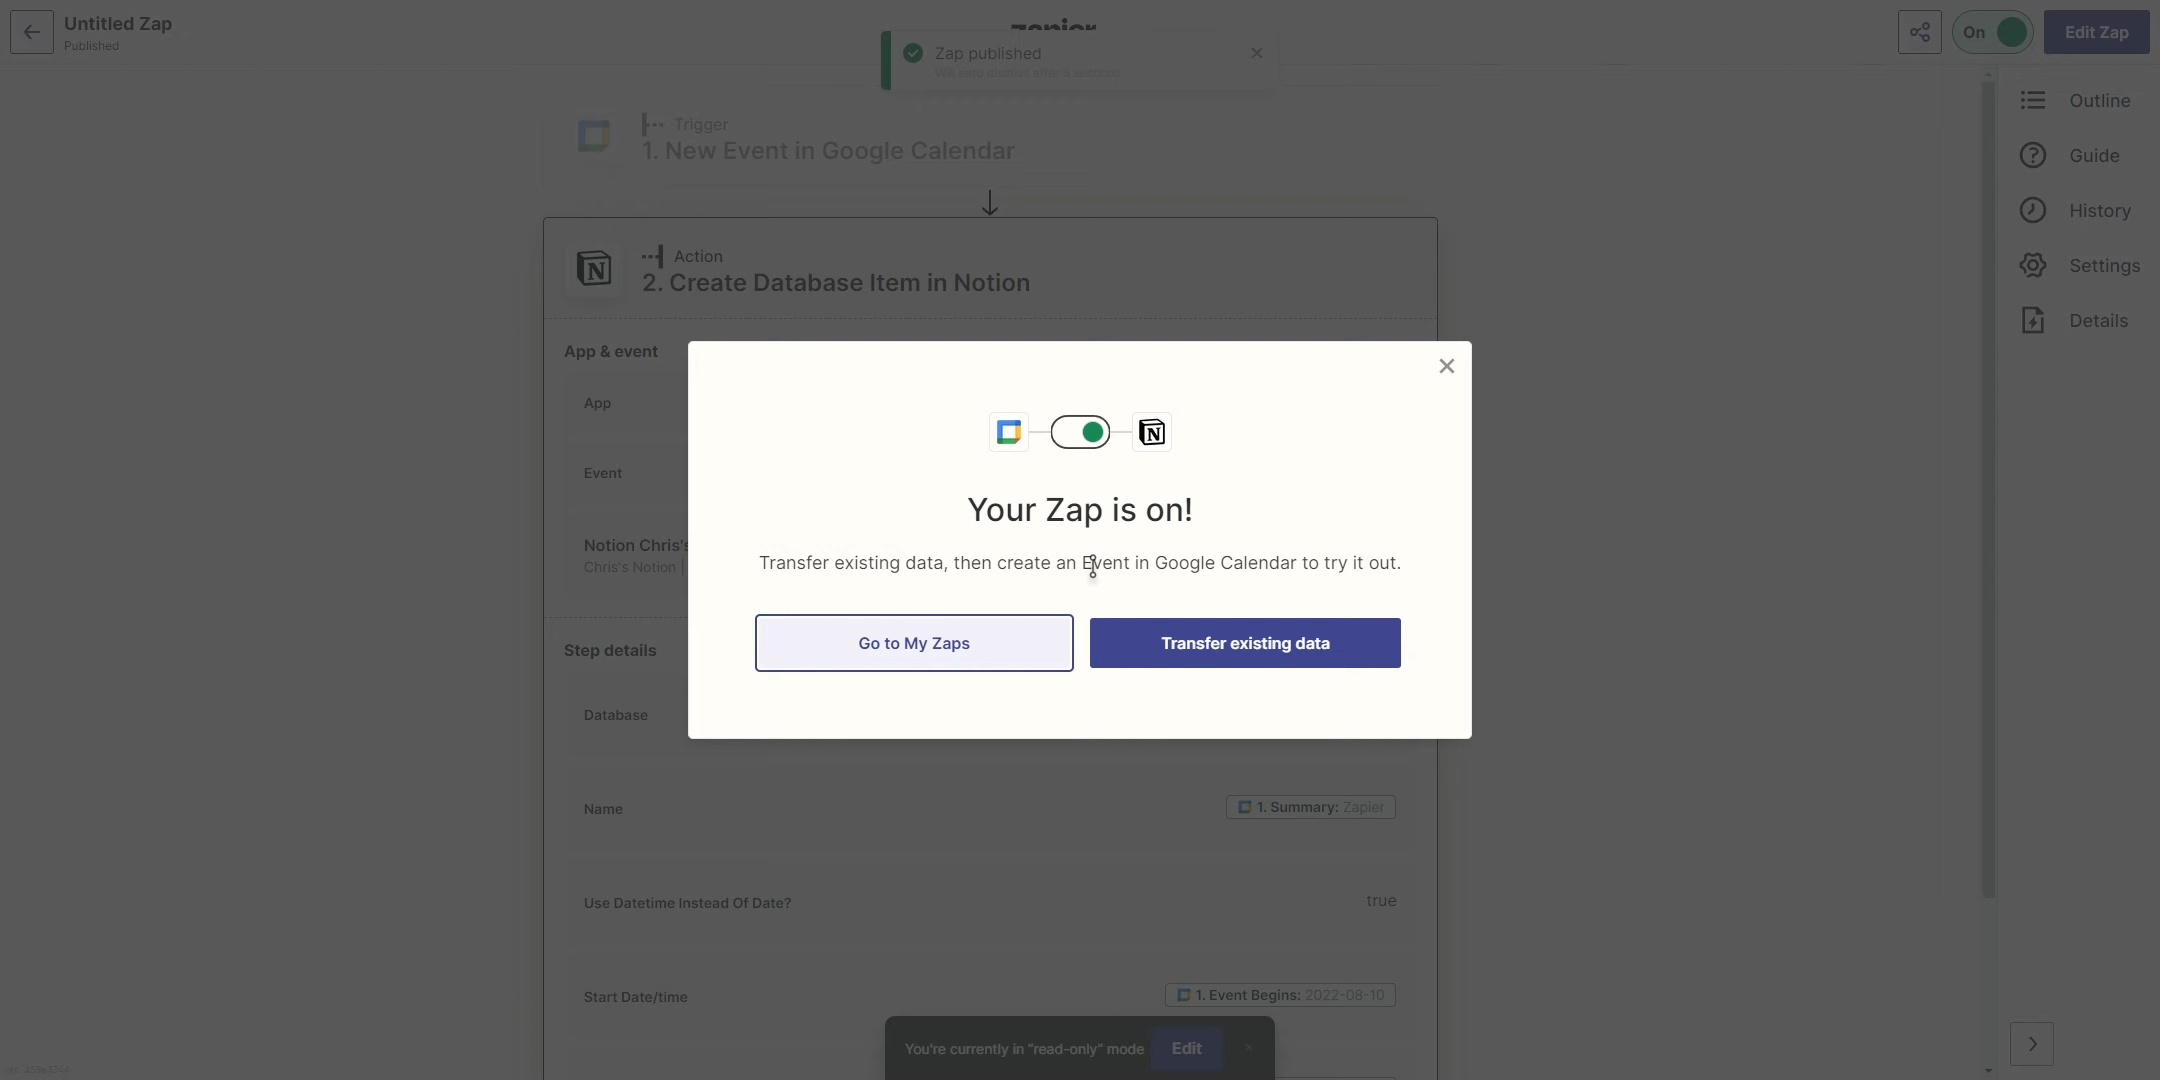 Untitled Zap
Published
zapier
Zap published
Will auto dismiss after 5 seconds
On
Edit Zap
Outline
Guide
History
Settings
Details
Trigger
1. New Event in Google Calendar
Action
2. Create Database Item in Notion
App & event
App
Event
Notion Chris's
Chris's Notion |
Your Zap is on!
Transfer existing data, then create an Event in Google Calendar to try it out.
Go to My Zaps
Transfer existing data
Step details
Database
Name
1. Summary: Zapier
Use Datetime Instead Of Date?
true
Start Date/time
1. Event Begins: 2022-08-10
You're currently in "read-only" mode
Edit